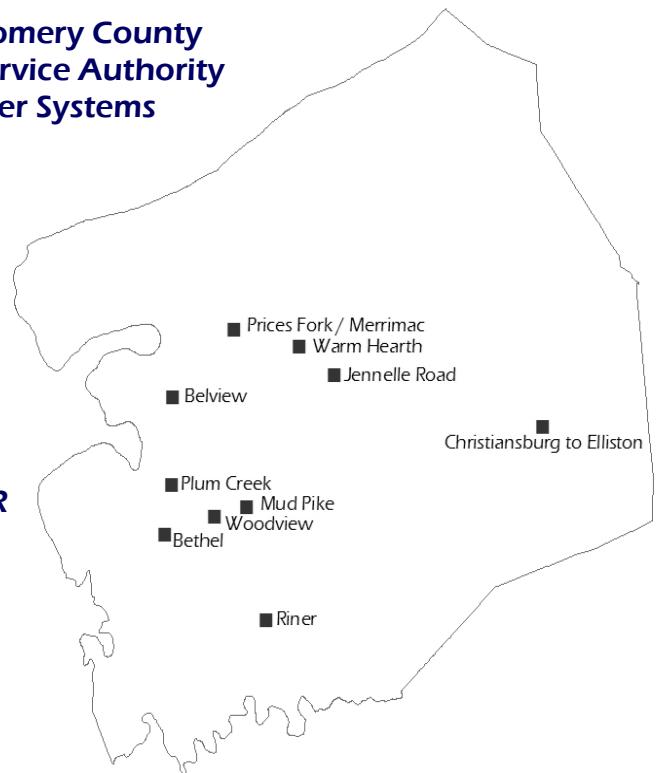 omery County
rvice Authority
er Systems
Prices Fork / Merrimac
Warm Hearth
Jennelle Road
Belview
Christiansburg to Elliston
Plum Creek
R
Mud Pike
Woodview
Bethel
Riner